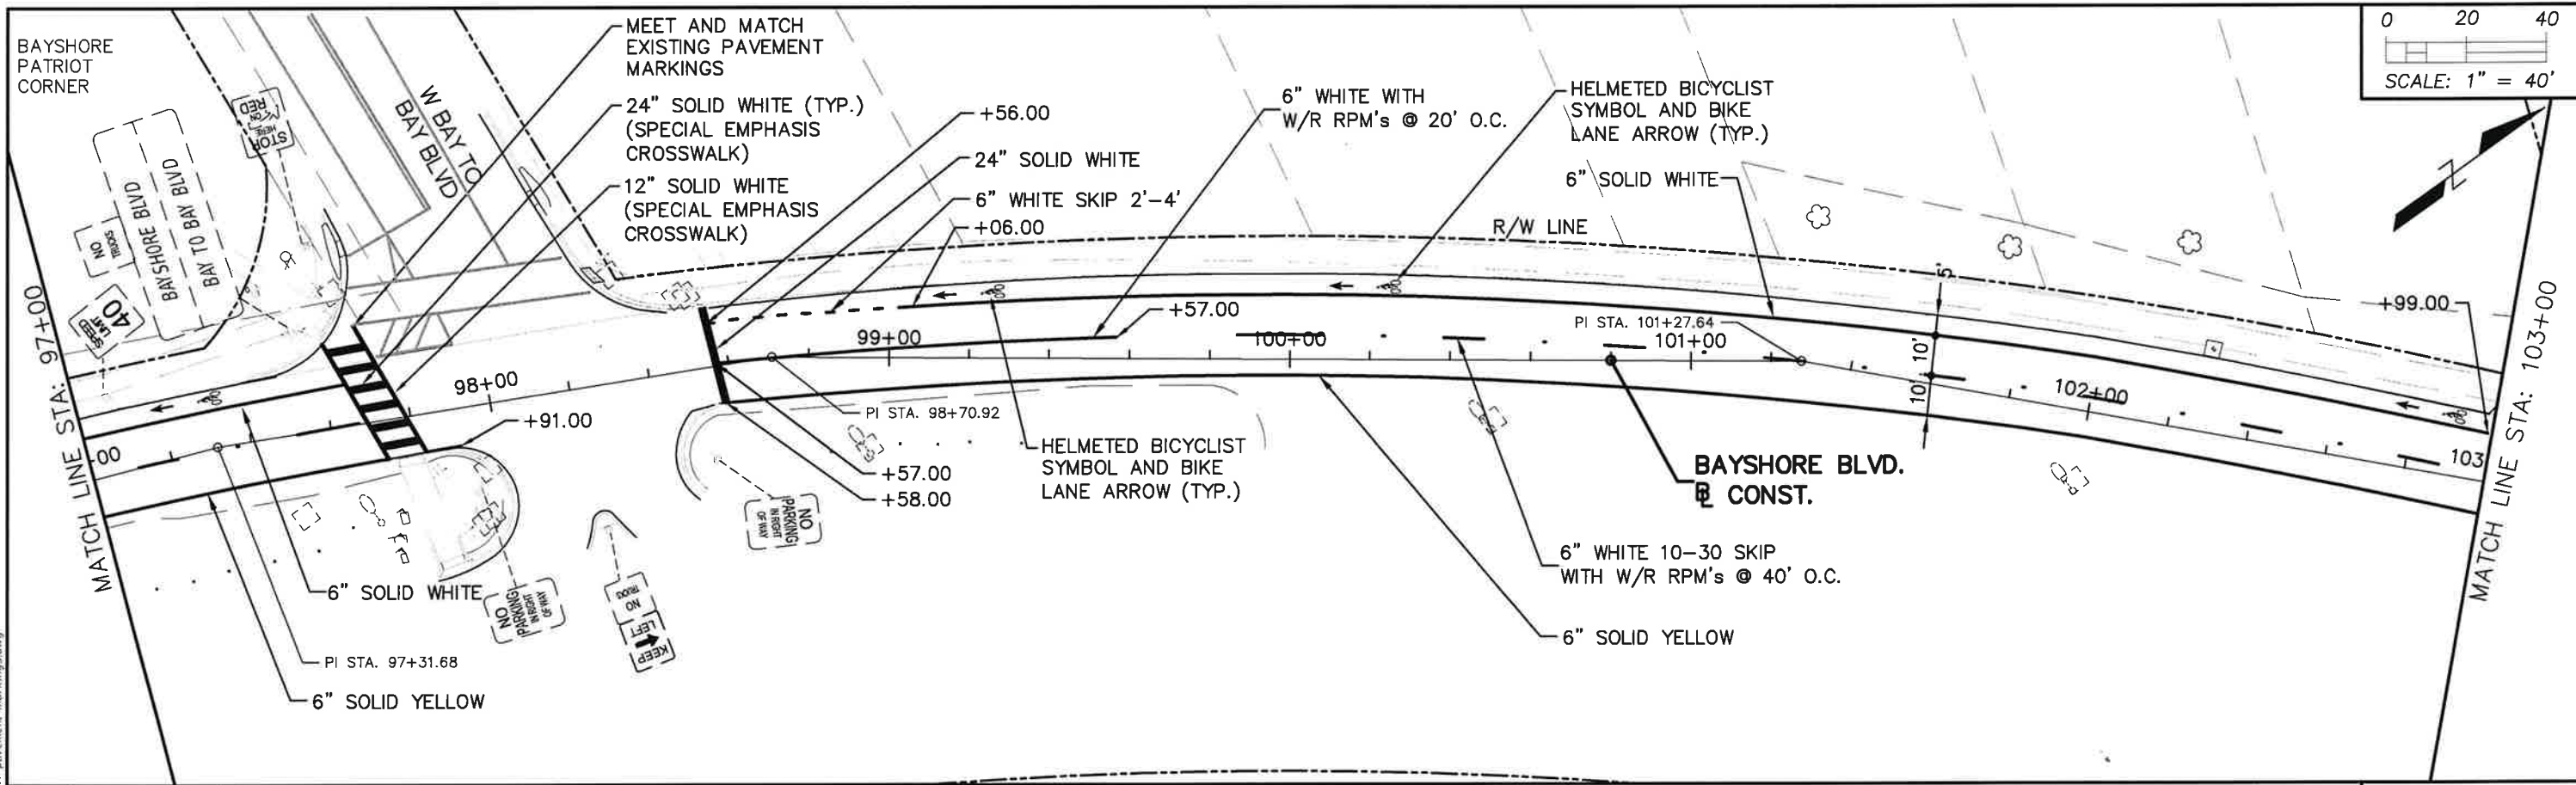 BAYSHORE
PATRIOT
CORNER
MEET AND MATCH
EXISTING PAVEMENT
MARKINGS
24" SOLID WHITE (TYP.)
(SPECIAL EMPHASIS
CROSSWALK)
12" SOLID WHITE
(SPECIAL EMPHASIS
CROSSWALK)
+56.00
24" SOLID WHITE
6" WHITE SKIP 2'-4'
+06.00
6" WHITE WITH
W/R RPM's @ 20' O.C.
HELMETED BICYCLIST
SYMBOL AND BIKE
LANE ARROW (TYP.)
6" SOLID WHITE
R/W LINE
0 20 40
SCALE: 1" = 40'
STOP
HERE
ON
RED
W BAY TO
BAY BLVD
BAYSHORE BLVD
BAY TO BAY BLVD
NO
TRUCKS
SPEED
LIMIT
40
MATCH LINE STA: 97+00
-00
98+00
99+00
100+00
101+00
102+00
103
+57.00
PI STA. 101+27.64
5'
10'
10'
+99.00
MATCH LINE STA: 103+00
+91.00
PI STA. 98+70.92
+57.00
+58.00
HELMETED BICYCLIST
SYMBOL AND BIKE
LANE ARROW (TYP.)
BAYSHORE BLVD.
BL CONST.
6" WHITE 10-30 SKIP
WITH W/R RPM's @ 40' O.C.
6" SOLID YELLOW
6" SOLID WHITE
PI STA. 97+31.68
6" SOLID YELLOW
NO
PARKING
IN RIGHT
OF WAY
NO
PARKING
IN RIGHT
OF WAY
NO
TRUCKS
KEEP
LEFT